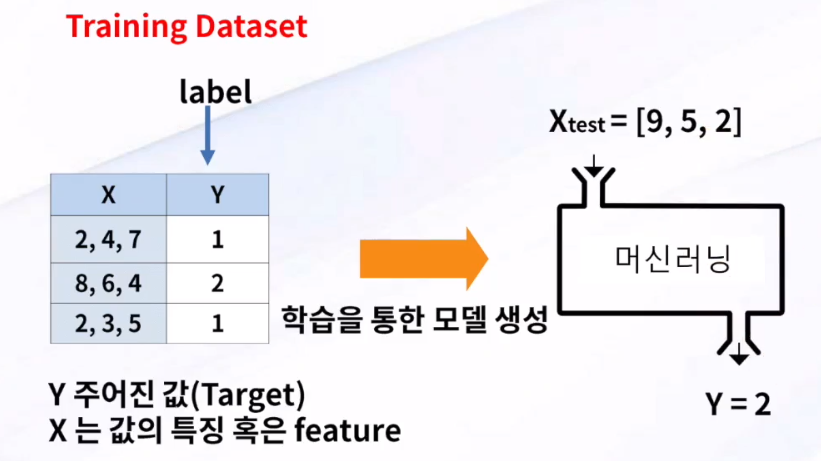 Training Dataset
label
X Y
2, 4, 7 1
8, 6, 4 2
2, 3, 5 1
학습을 통한 모델 생성
Y 주어진 값(Target)
X 는 값의 특징 혹은 feature
Xtest = [9, 5, 2]
머신러닝
Y = 2